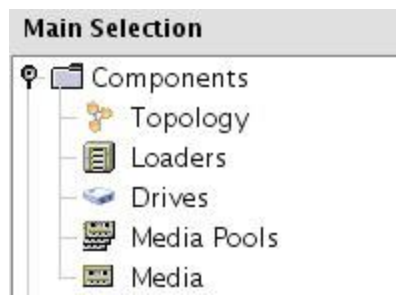 Main Selection
Components
Topology
Loaders
Drives
Media Pools
Media